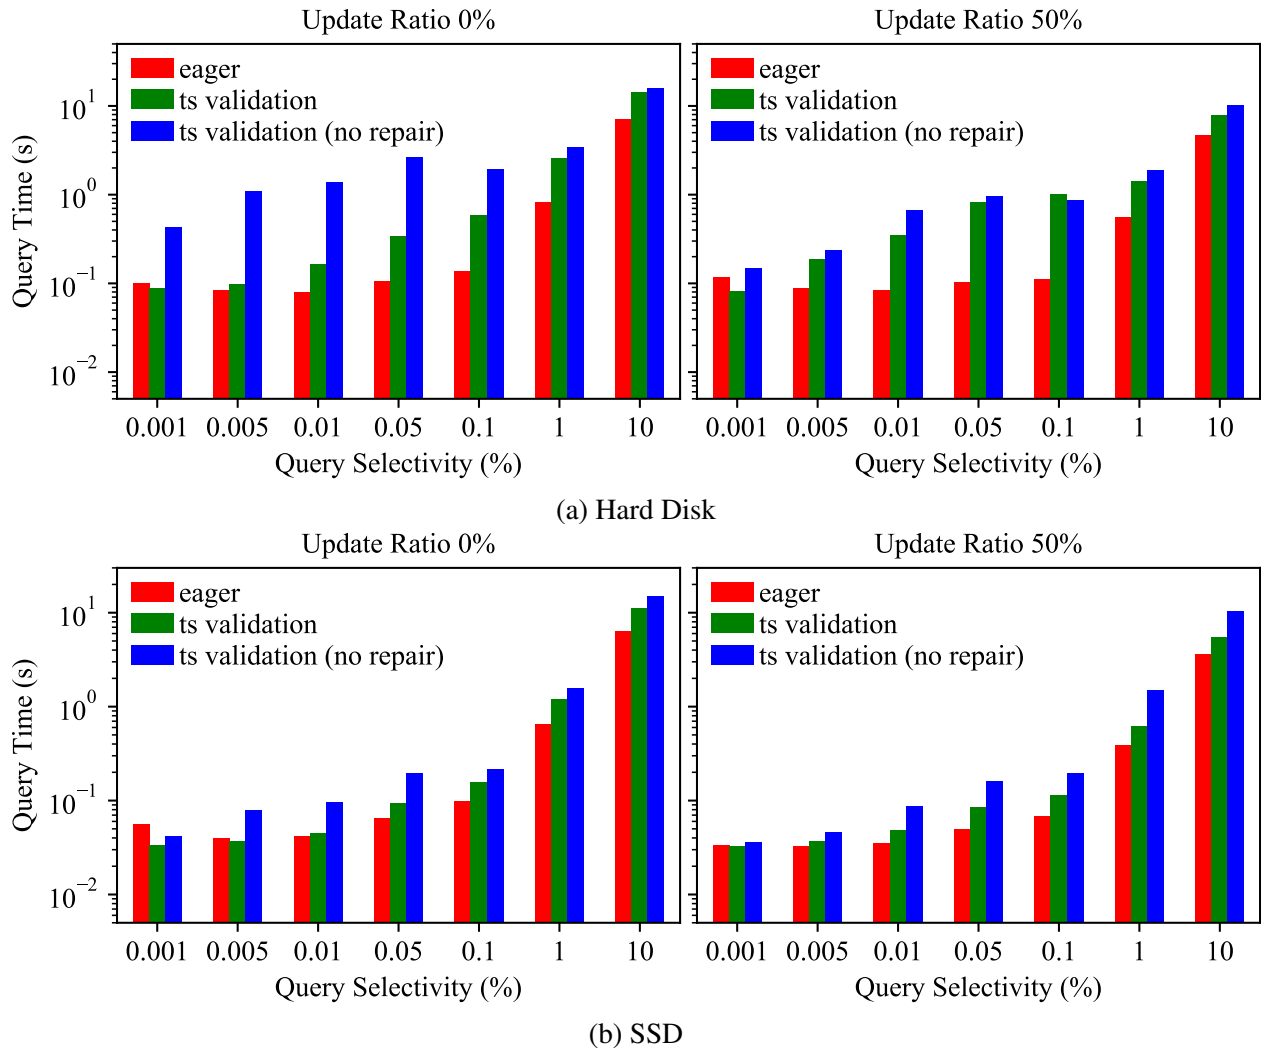 Update Ratio 0%
Update Ratio 50%
eager
ts validation
ts validation (no repair)
eager
ts validation
ts validation (no repair)
Query Time (s)
10^1
10^0
10^−1
10^−2
0.001 0.005 0.01 0.05 0.1 1 10
0.001 0.005 0.01 0.05 0.1 1 10
Query Selectivity (%)
Query Selectivity (%)
(a) Hard Disk
Update Ratio 0%
Update Ratio 50%
eager
ts validation
ts validation (no repair)
eager
ts validation
ts validation (no repair)
Query Time (s)
10^1
10^0
10^−1
10^−2
0.001 0.005 0.01 0.05 0.1 1 10
0.001 0.005 0.01 0.05 0.1 1 10
Query Selectivity (%)
Query Selectivity (%)
(b) SSD